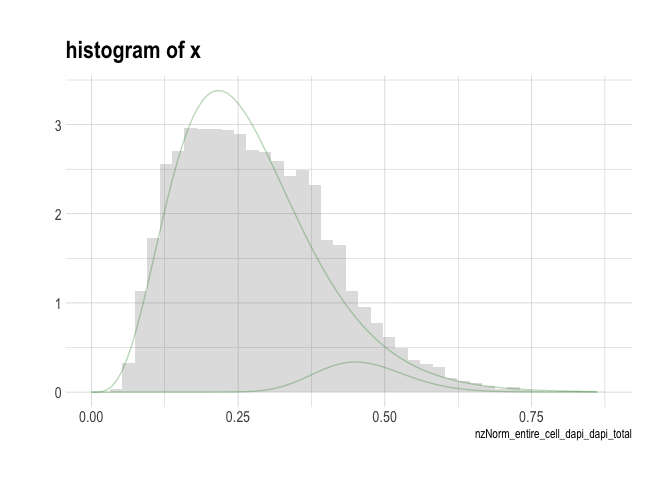 histogram of x
3
2
1
0
0.00 0.25 0.50 0.75
nzNorm_entire_cell_dapi_dapi_total